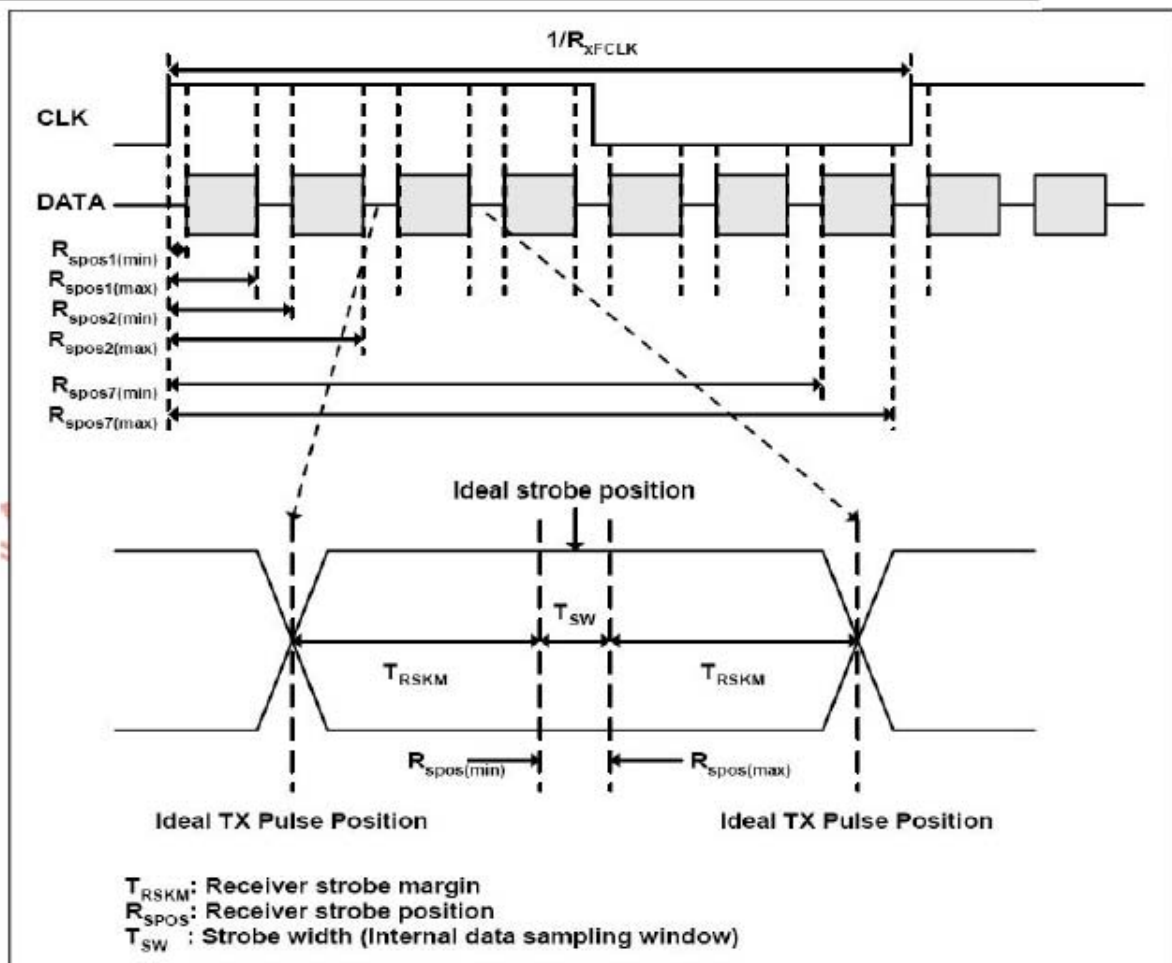 1/RxFCLK
CLK
DATA
Rspos1(min)
Rspos1(max)
Rspos2(min)
Rspos2(max)
Rspos7(min)
Rspos7(max)
Ideal strobe position
TSW
TRSKM TRSKM
Rspos(min) Rspos(max)
Ideal TX Pulse Position Ideal TX Pulse Position
TRSKM: Receiver strobe margin
RSPOS: Receiver strobe position
TSW : Strobe width (Internal data sampling window)